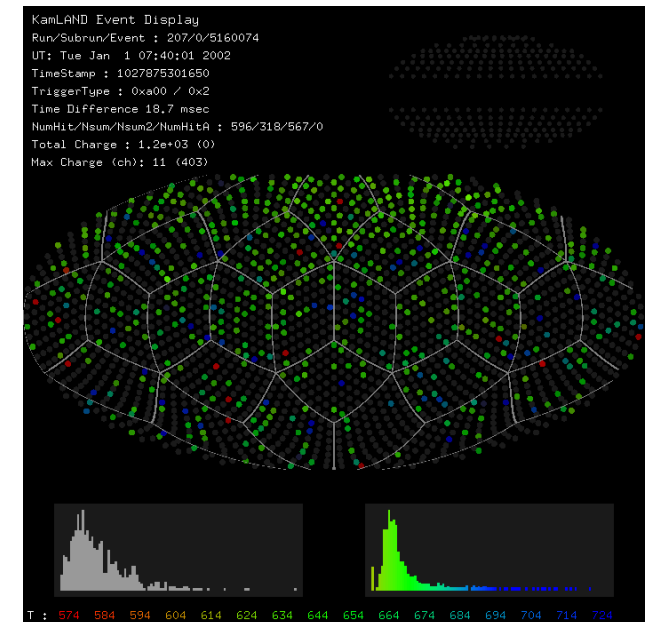 KamLAND Event Display
Run/Subrun/Event : 207/0/5160074
UT: Tue Jan  1 07:40:01 2002
TimeStamp : 1027875301650
TriggerType : 0xa00 / 0x2
Time Difference 18.7 msec
NumHit/Nsum/Nsum2/NumHitA : 596/318/567/0
Total Charge : 1.2e+03 (0)
Max Charge (ch): 11 (403)
T : 574 584 594 604 614 624 634 644 654 664 674 684 694 704 714 724